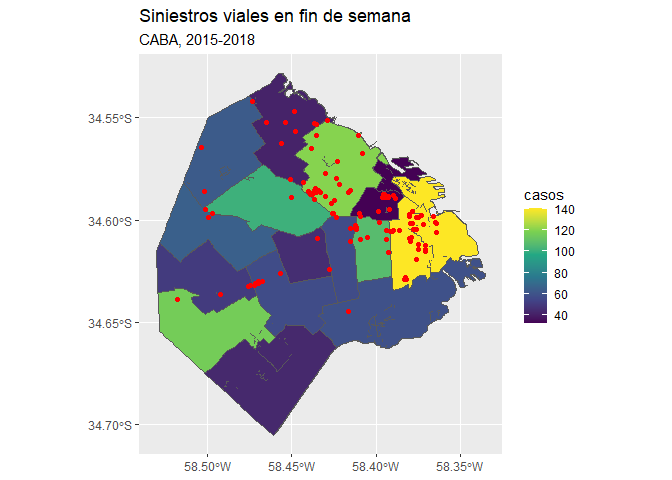 Siniestros viales en fin de semana
CABA, 2015-2018
34.55°S
34.60°S
34.65°S
34.70°S
58.50°W
58.45°W
58.40°W
58.35°W
casos
140
120
100
80
60
40